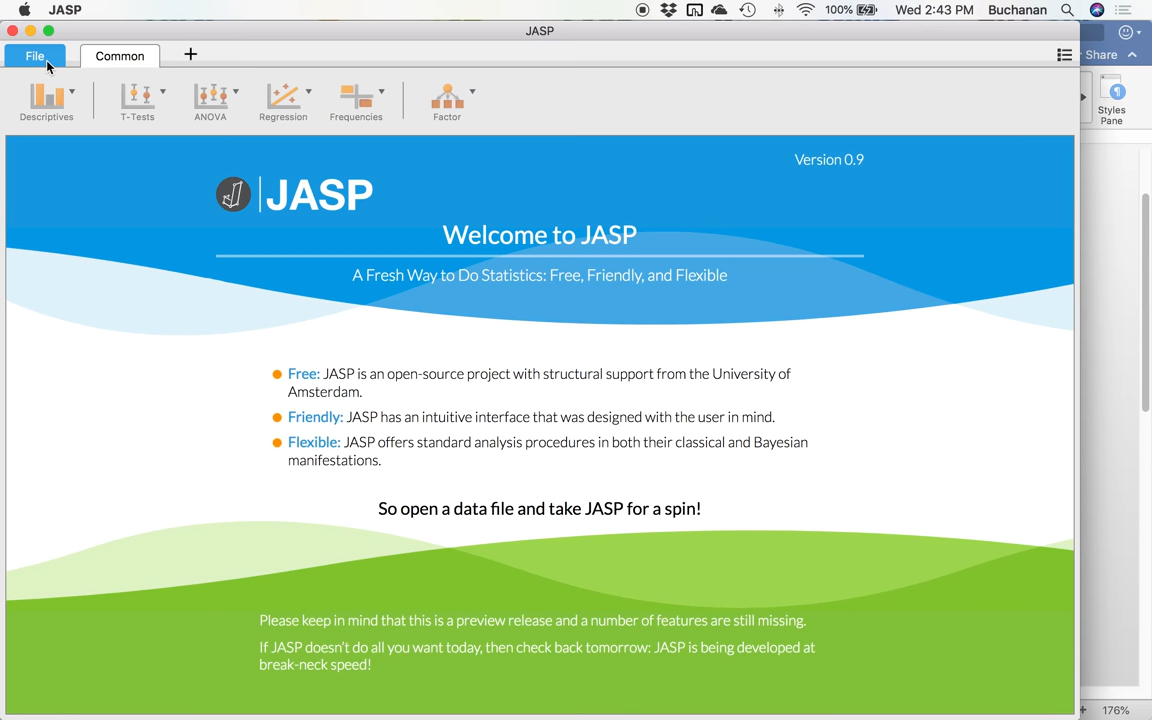 JASP
100%
Wed 2:43 PM
Buchanan
JASP
Share
File
Common
+
Descriptives
T-Tests
ANOVA
Regression
Frequencies
Factor
Styles
Pane
Version 0.9
JASP
Welcome to JASP
A Fresh Way to Do Statistics: Free, Friendly, and Flexible
Free: JASP is an open-source project with structural support from the University of
Amsterdam.
Friendly: JASP has an intuitive interface that was designed with the user in mind.
Flexible: JASP offers standard analysis procedures in both their classical and Bayesian
manifestations.
So open a data file and take JASP for a spin!
Please keep in mind that this is a preview release and a number of features are still missing.
If JASP doesn't do all you want today, then check back tomorrow: JASP is being developed at
break-neck speed!
176%